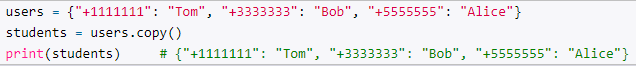 users = {"+1111111": "Tom", "+3333333": "Bob", "+5555555": "Alice"}
students = users.copy()
print(students)     # {"+1111111": "Tom", "+3333333": "Bob", "+5555555": "Alice"}